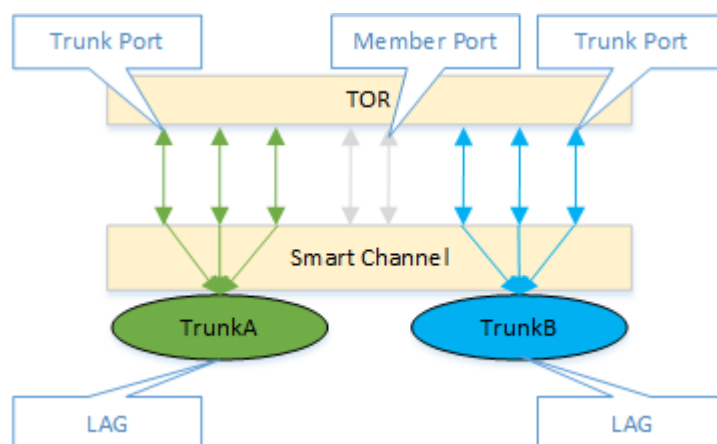 Trunk Port
Member Port
Trunk Port
TOR
Smart Channel
TrunkA
TrunkB
LAG
LAG